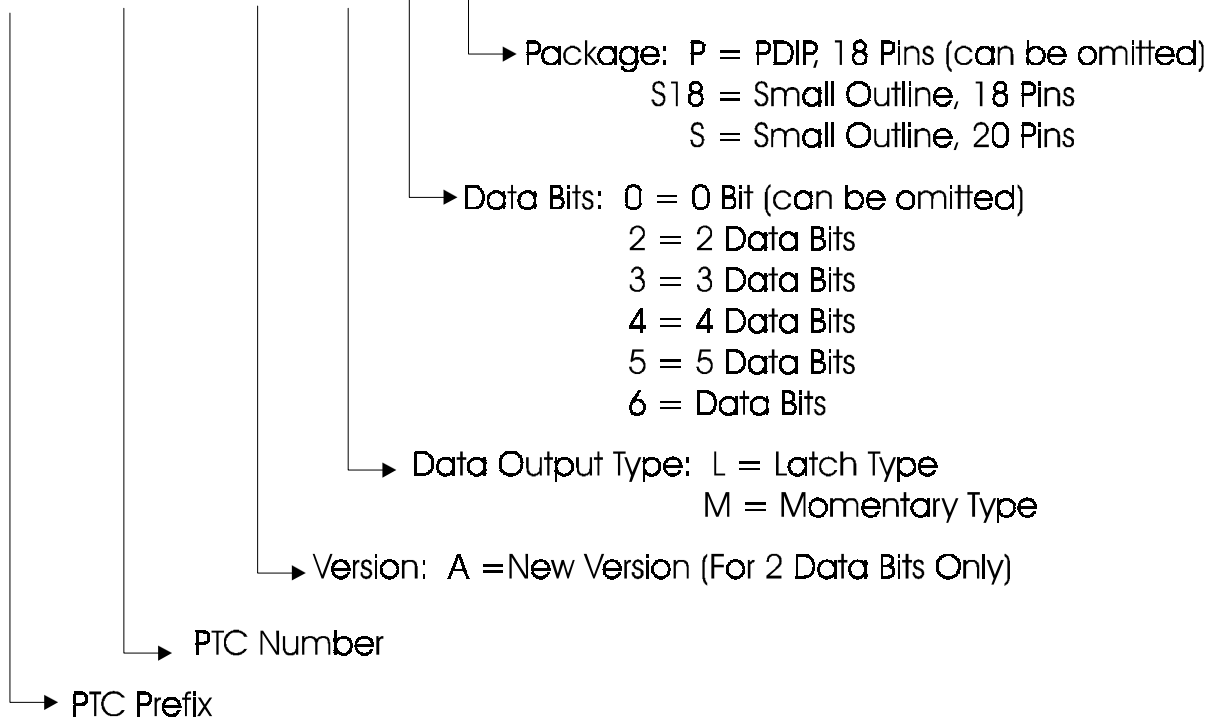 Package: P = PDIP, 18 Pins (can be omitted)
S18 = Small Outline, 18 Pins
S = Small Outline, 20 Pins
Data Bits: 0 = 0 Bit (can be omitted)
2 = 2 Data Bits
3 = 3 Data Bits
4 = 4 Data Bits
5 = 5 Data Bits
6 = Data Bits
Data Output Type: L = Latch Type
M = Momentary Type
Version: A =New Version (For 2 Data Bits Only)
PTC Number
PTC Prefix